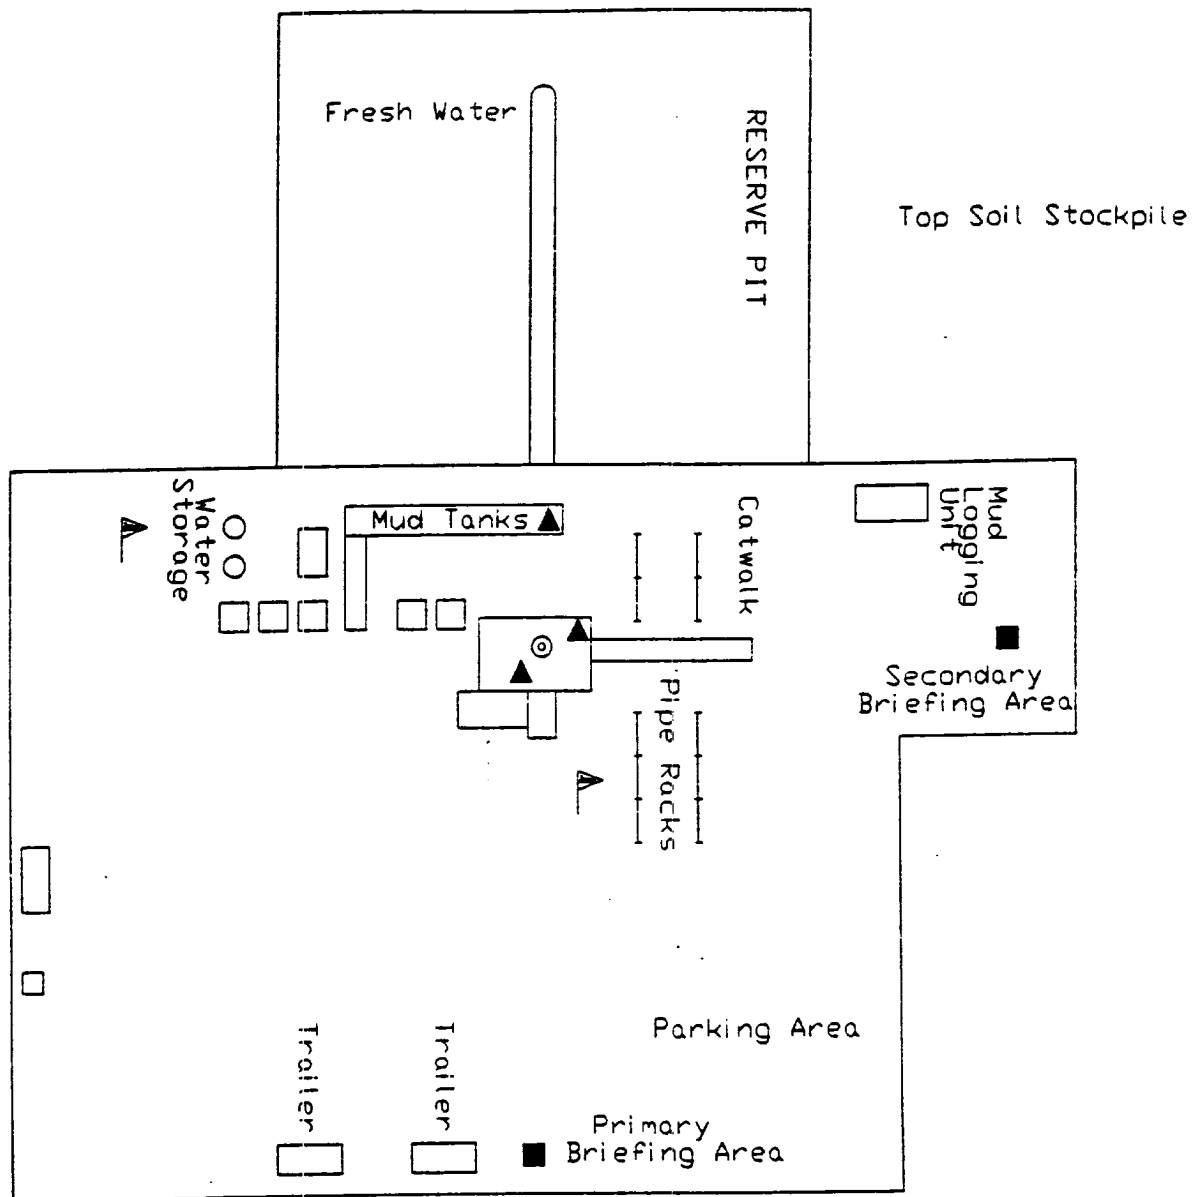 Fresh Water
RESERVE PIT
Top Soil Stockpile
Water
Storage
Mud Tanks
Catwalk
Mud
Logging
Unit
Secondary
Briefing Area
Pipe Racks
Parking Area
Trailer
Trailer
Primary
Briefing Area